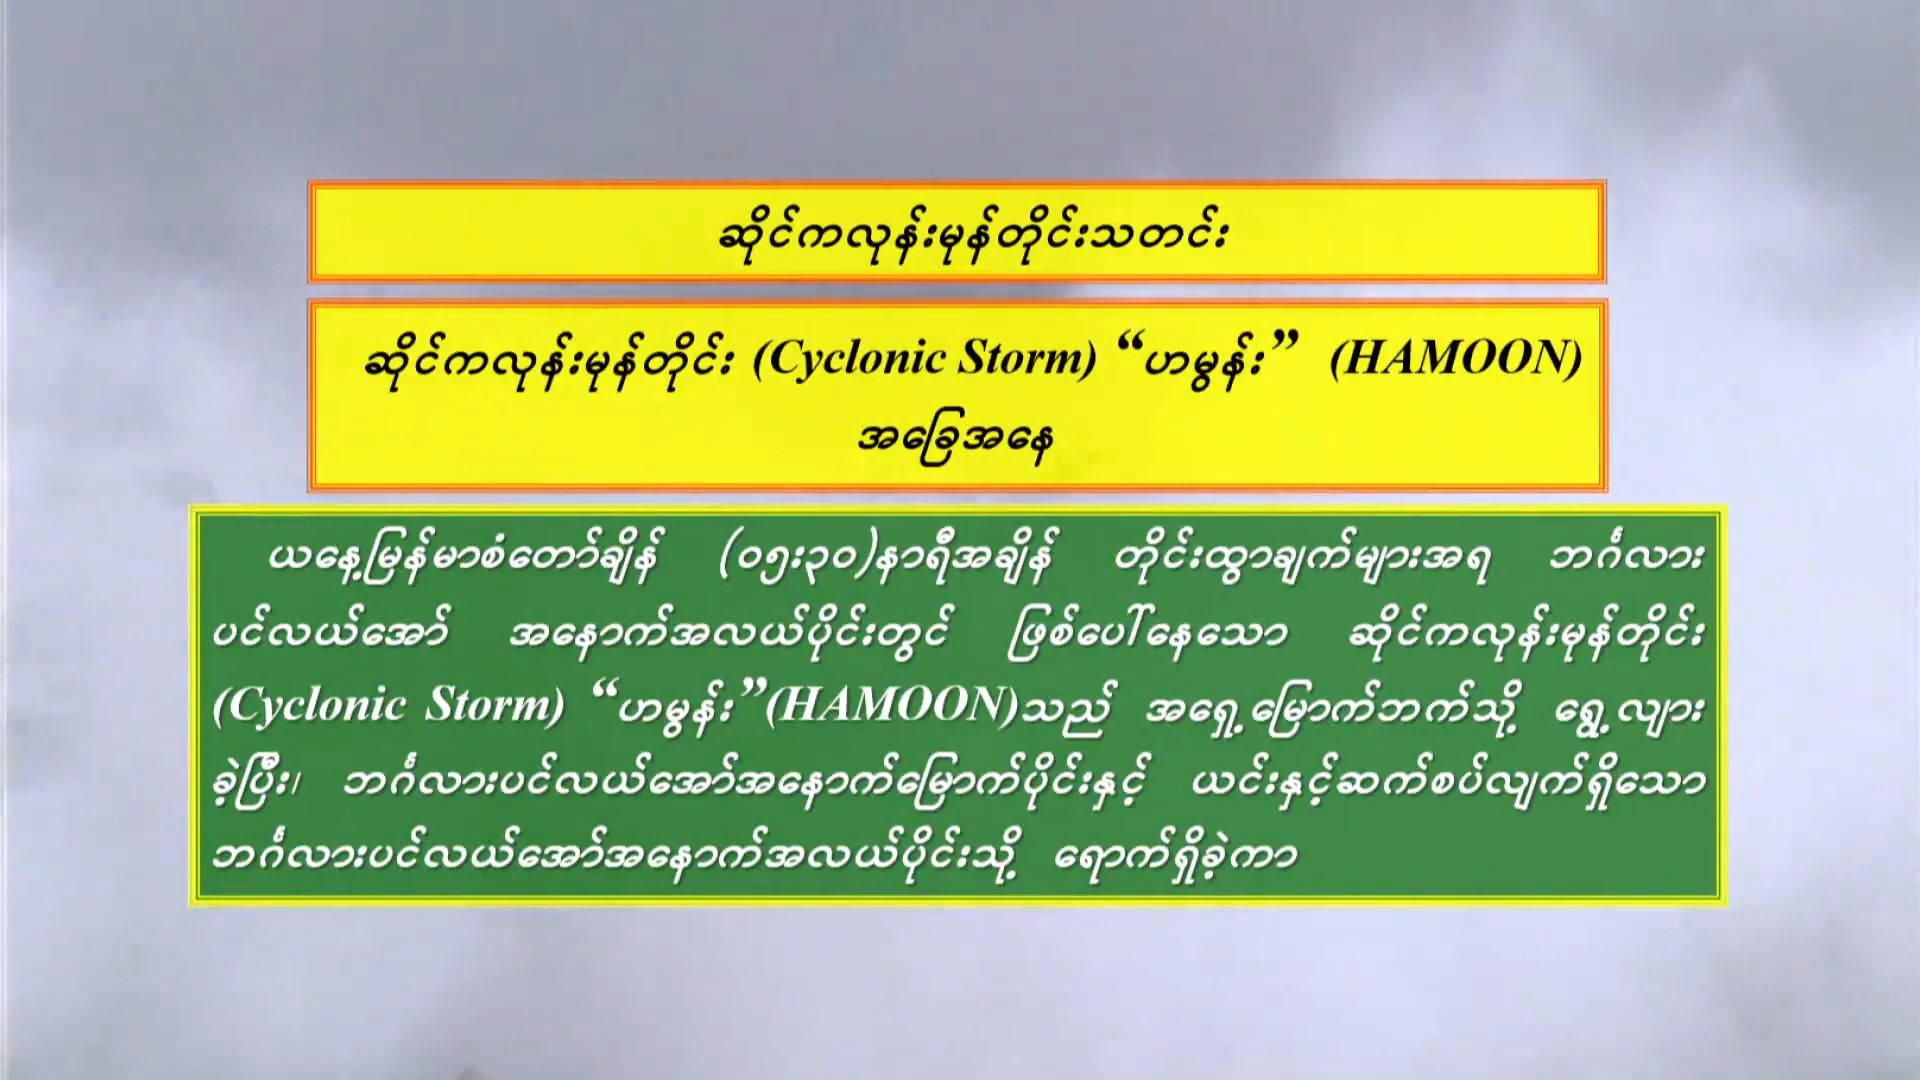 ဆိုင်ကလုန်းမုန်တိုင်းသတင်း
ဆိုင်ကလုန်းမုန်တိုင်း (Cyclonic Storm) “ဟမွန်း” (HAMOON)
အခြေအနေ
ယနေ့မြန်မာစံတော်ချိန် (၀၅း၃၀)နာရီအချိန် တိုင်းထွာချက်များအရ ဘင်္ဂလား
ပင်လယ်အော် အနောက်အလယ်ပိုင်းတွင် ဖြစ်ပေါ်နေသော ဆိုင်ကလုန်းမုန်တိုင်း
(Cyclonic Storm) “ဟမွန်း”(HAMOON)သည် အရှေ့မြောက်ဘက်သို့ ရွေ့လျား
ခဲ့ပြီး၊ ဘင်္ဂလားပင်လယ်အော်အနောက်မြောက်ပိုင်းနှင့် ယင်းနှင့်ဆက်စပ်လျက်ရှိသော
ဘင်္ဂလားပင်လယ်အော်အနောက်အလယ်ပိုင်းသို့ ရောက်ရှိခဲ့ကာ